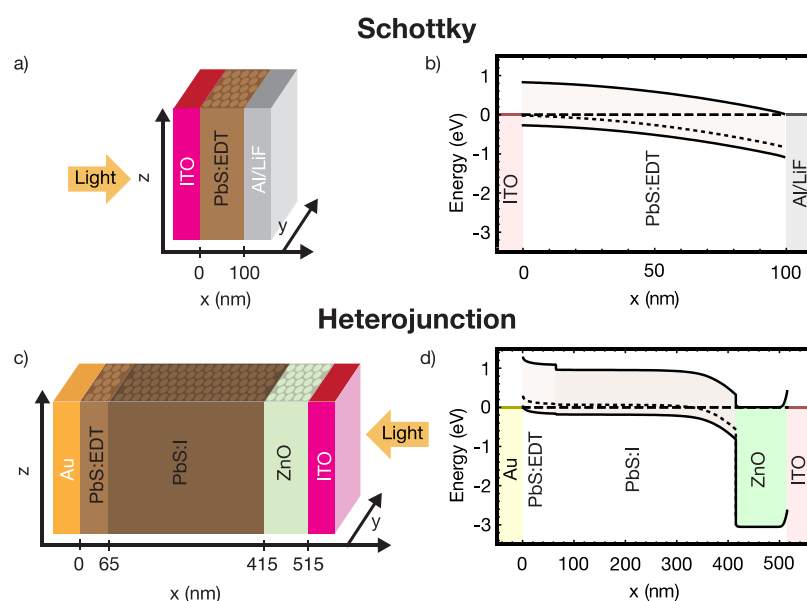 Schottky
a)
Light
z
ITO
PbS:EDT
Al/LiF
y
0
100
x (nm)
b)
Energy (eV)
1
0
-1
-2
-3
ITO
PbS:EDT
Al/LiF
0
50
100
x (nm)
Heterojunction
c)
z
Au
PbS:EDT
PbS:I
ZnO
ITO
Light
y
0
65
415
515
x (nm)
d)
Energy (eV)
1
0
-1
-2
-3
Au
PbS:EDT
PbS:I
ZnO
ITO
0
100
200
300
400
500
x (nm)